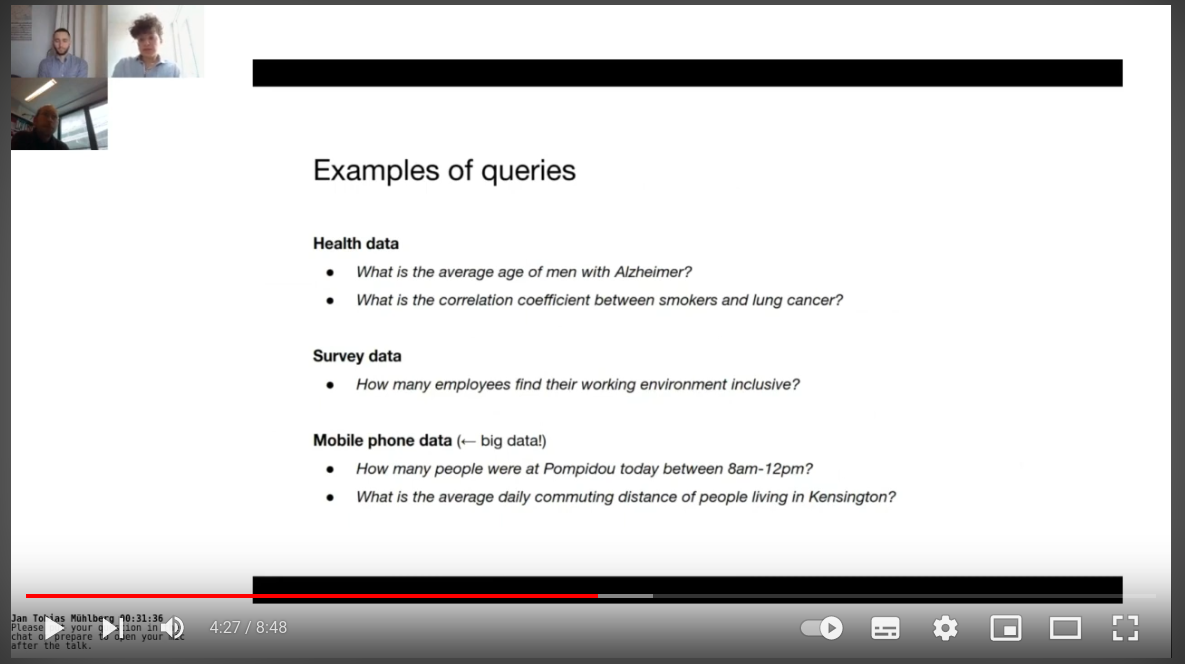 Examples of queries
Health data
● What is the average age of men with Alzheimer?
● What is the correlation coefficient between smokers and lung cancer?
Survey data
● How many employees find their working environment inclusive?
Mobile phone data (← big data!)
● How many people were at Pompidou today between 8am-12pm?
● What is the average daily commuting distance of people living in Kensington?
Jan Tobias Mühlberg 00:31:36
Please your question in
chat or prepare to open your mic
after the talk.
4:27 / 8:48